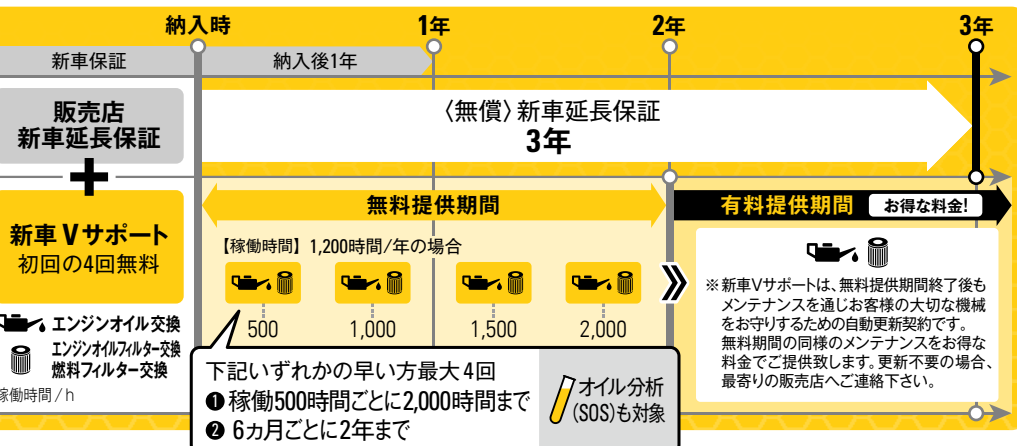 納入時
1年
2年
3年
新車保証
納入後1年
販売店
新車延長保証
〈無償〉新車延長保証
3年
+
新車Vサポート
初回の4回無料
無料提供期間
有料提供期間 お得な料金!
【稼働時間】 1,200時間/年の場合
500
1,000
1,500
2,000
※新車Vサポートは、無料提供期間終了後も
メンテナンスを通じお客様の大切な機械
をお守りするための自動更新契約です。
無料期間の同様のメンテナンスをお得な
料金でご提供致します。更新不要の場合、
最寄りの販売店へご連絡下さい。
エンジンオイル交換
エンジンオイルフィルター交換
燃料フィルター交換
稼働時間/h
下記いずれかの早い方最大4回
❶ 稼働500時間ごとに2,000時間まで
❷ 6ヵ月ごとに2年まで
オイル分析
(SOS)も対象